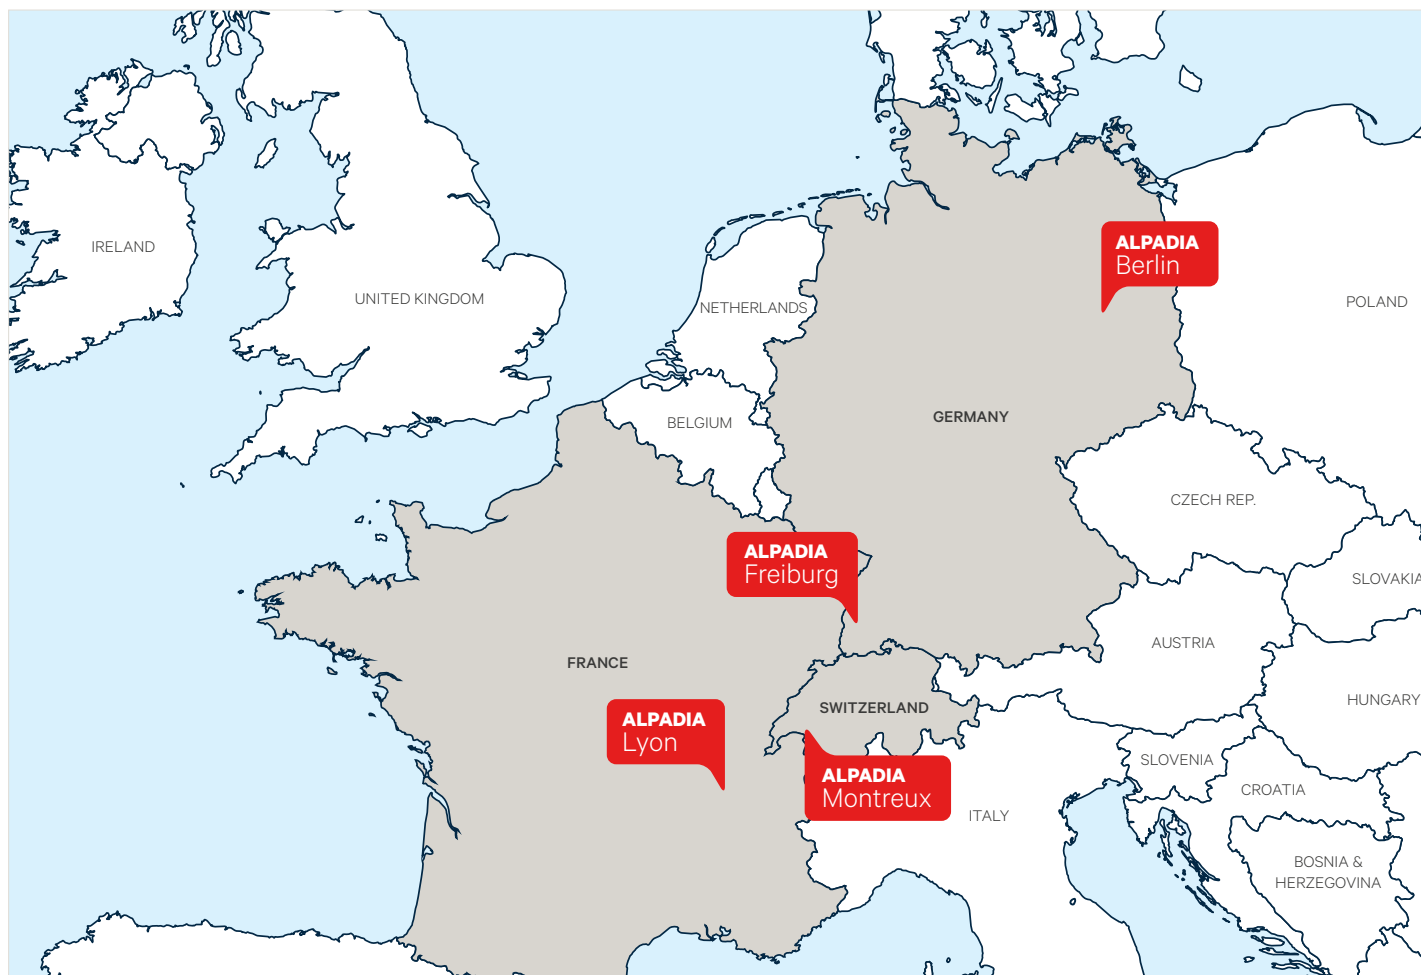 IRELAND
UNITED KINGDOM
ALPADIA
Berlin
NETHERLANDS
POLAND
BELGIUM
GERMANY
CZECH REP.
ALPADIA
Freiburg
SLOVAKIA
AUSTRIA
FRANCE
HUNGARY
SWITZERLAND
ALPADIA
Lyon
SLOVENIA
ALPADIA
Montreux
CROATIA
ITALY
BOSNIA &
HERZEGOVINA